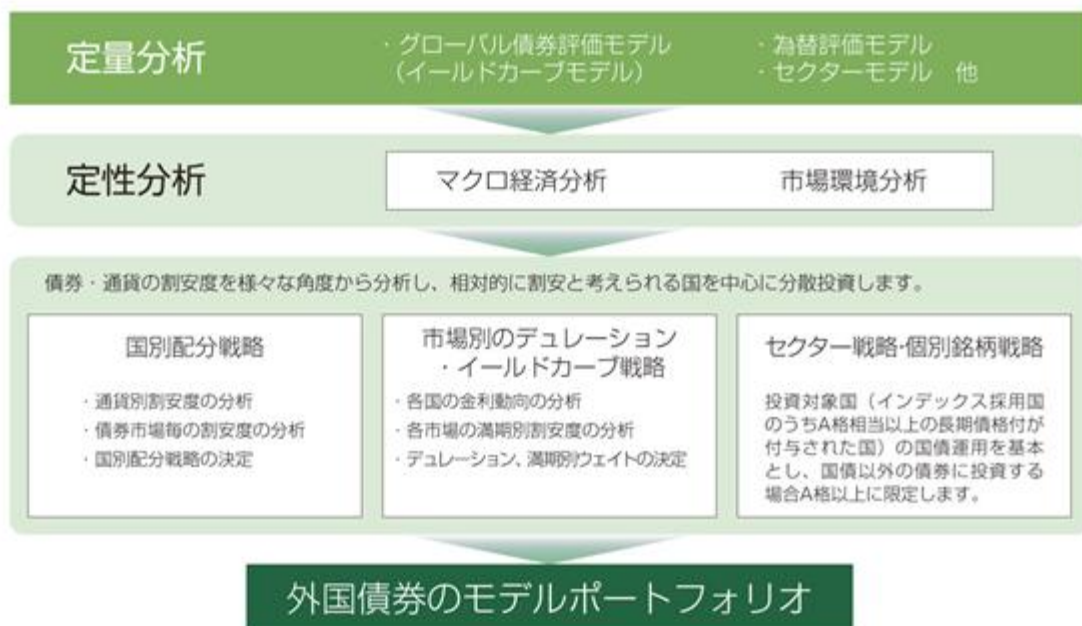 定量分析
・グローバル債券評価モデル
(イールドカーブモデル)
・為替評価モデル
・セクターモデル 他
定性分析
マクロ経済分析
市場環境分析
債券・通貨の割安度を様々な角度から分析し、相対的に割安と考えられる国を中心に分散投資します。
国別配分戦略
・通貨別割安度の分析
・債券市場毎の割安度の分析
・国別配分戦略の決定
市場別のデュレーション
・イールドカーブ戦略
・各国の金利動向の分析
・各市場の満期別割安度の分析
・デュレーション、満期別ウェイトの決定
セクター戦略・個別銘柄戦略
投資対象国(インデックス採用国
のうちA格相当以上の長期債格付が
付与された国)の国債運用を基本
とし、国債以外の債券に投資する
場合A格以上に限定します。
外国債券のモデルポートフォリオ